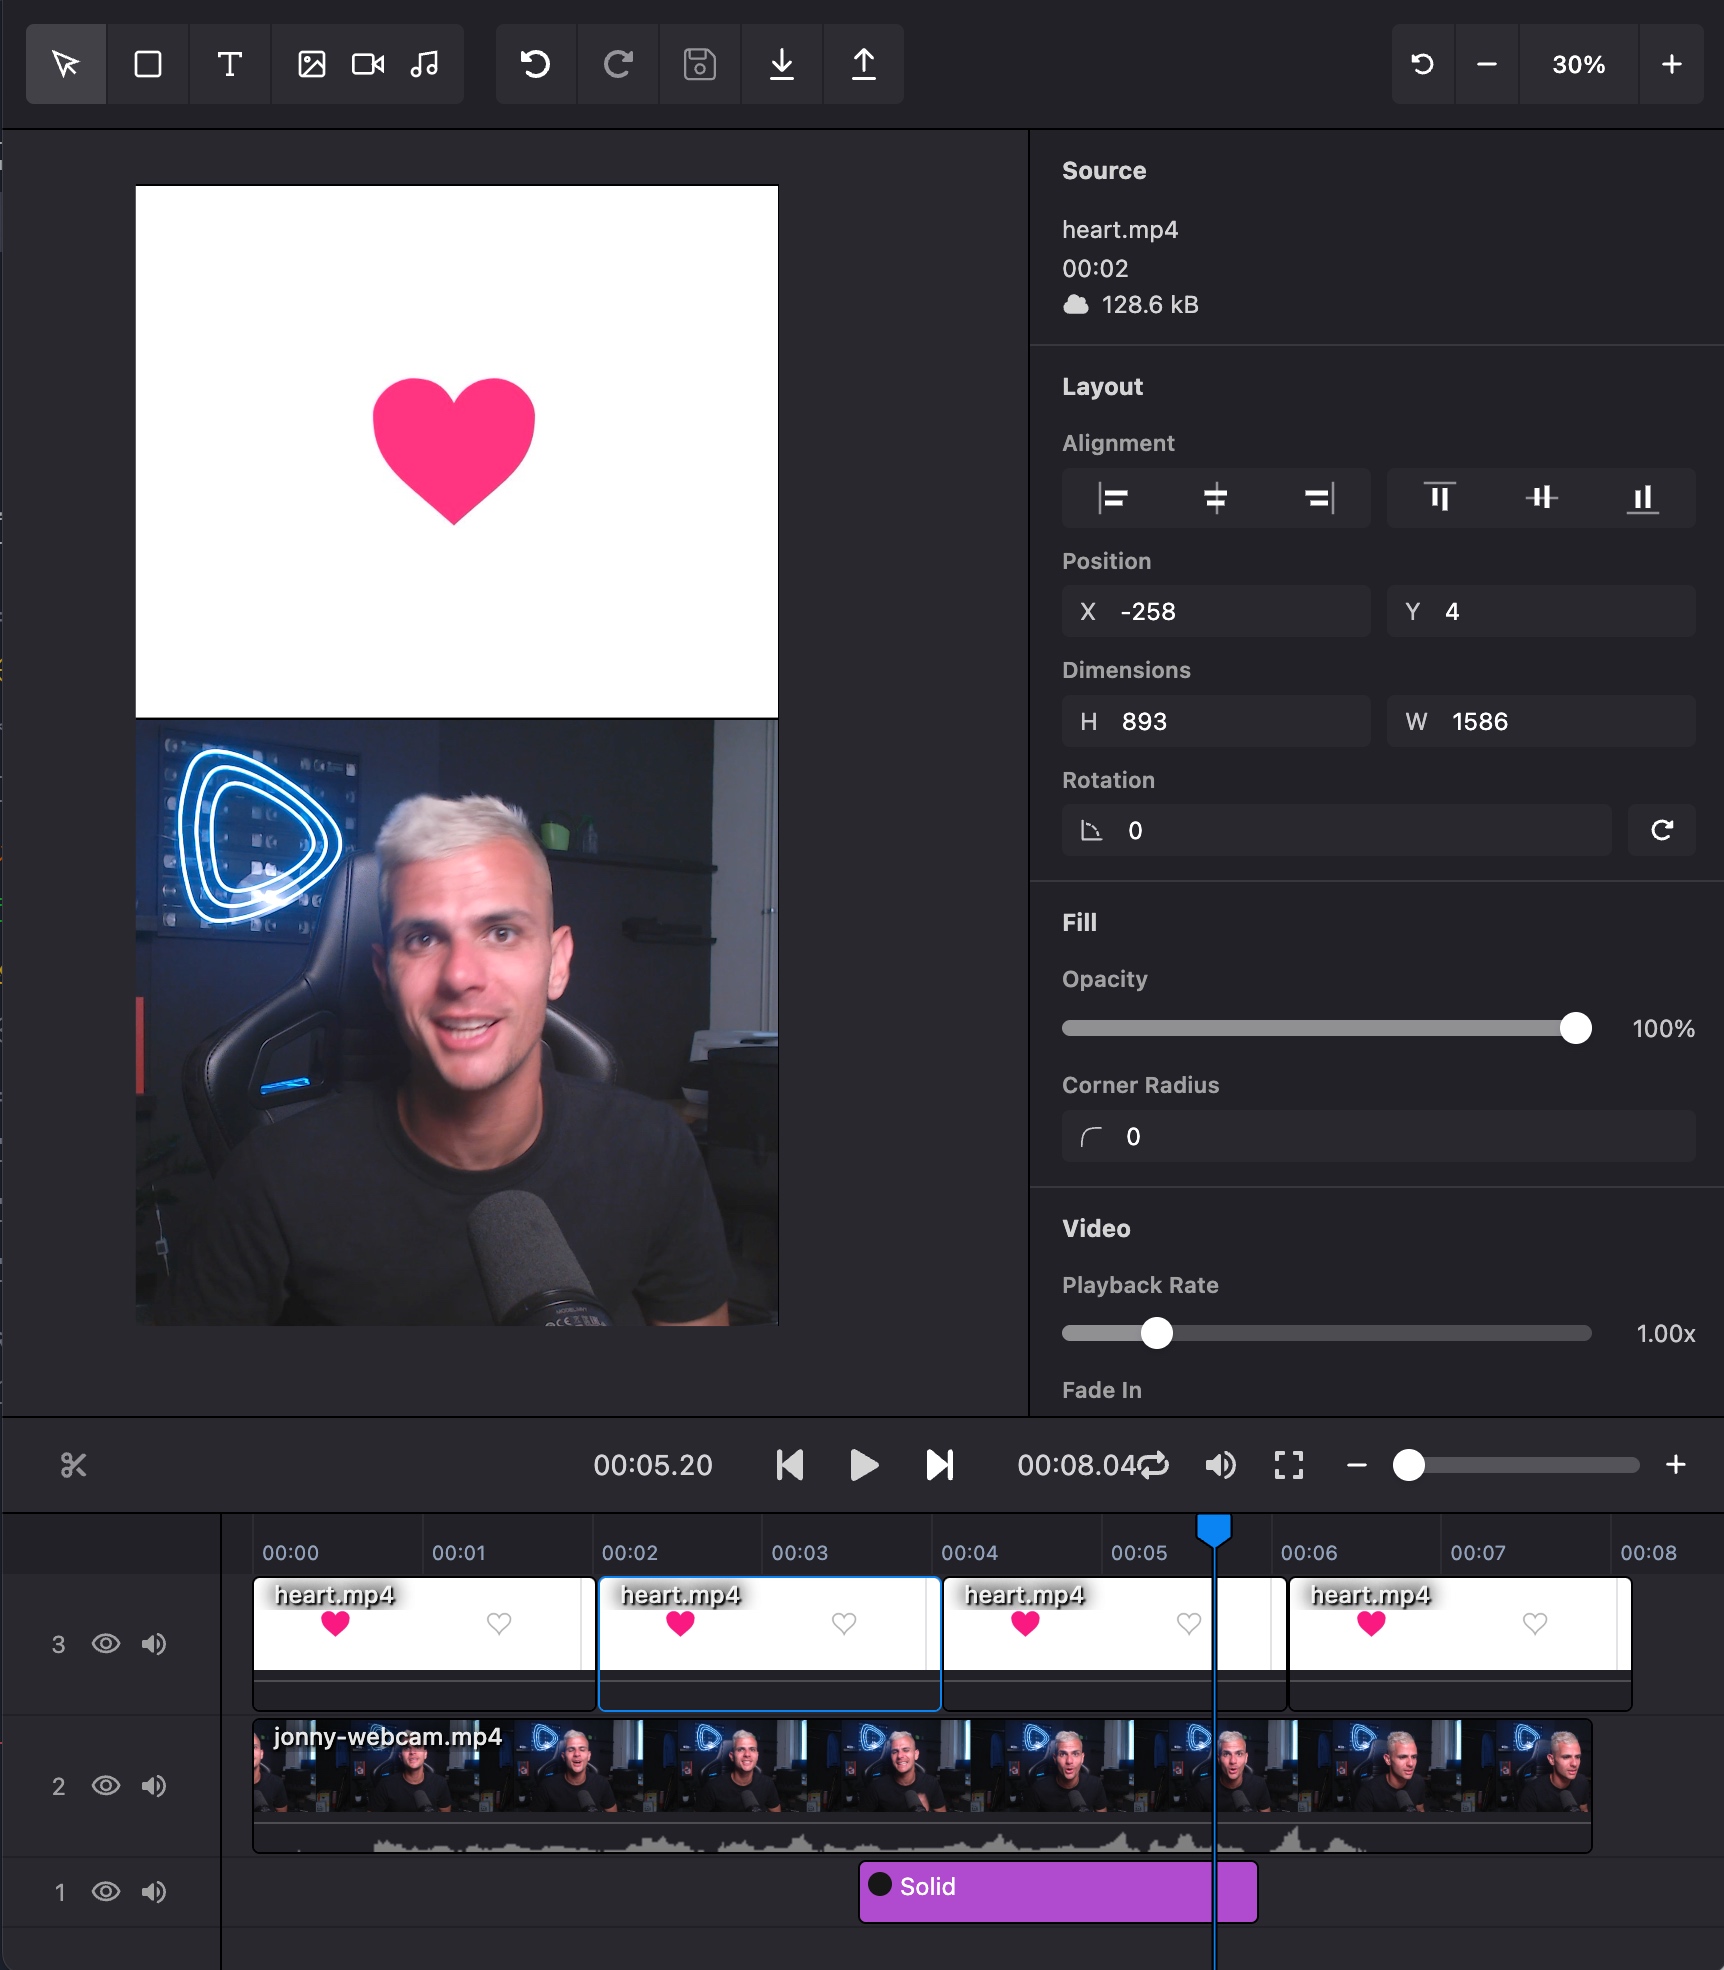 30%
Source
heart.mp4
00:02
128.6 kB
Layout
Alignment
Position
X -258
Y 4
Dimensions
H 893
W 1586
Rotation
0
Fill
Opacity
100%
Corner Radius
0
Video
Playback Rate
1.00x
Fade In
00:05.20
00:08.04
00:00 00:01 00:02 00:03 00:04 00:05 00:06 00:07 00:08
3
heart.mp4 heart.mp4 heart.mp4 heart.mp4
2
jonny-webcam.mp4
1
Solid